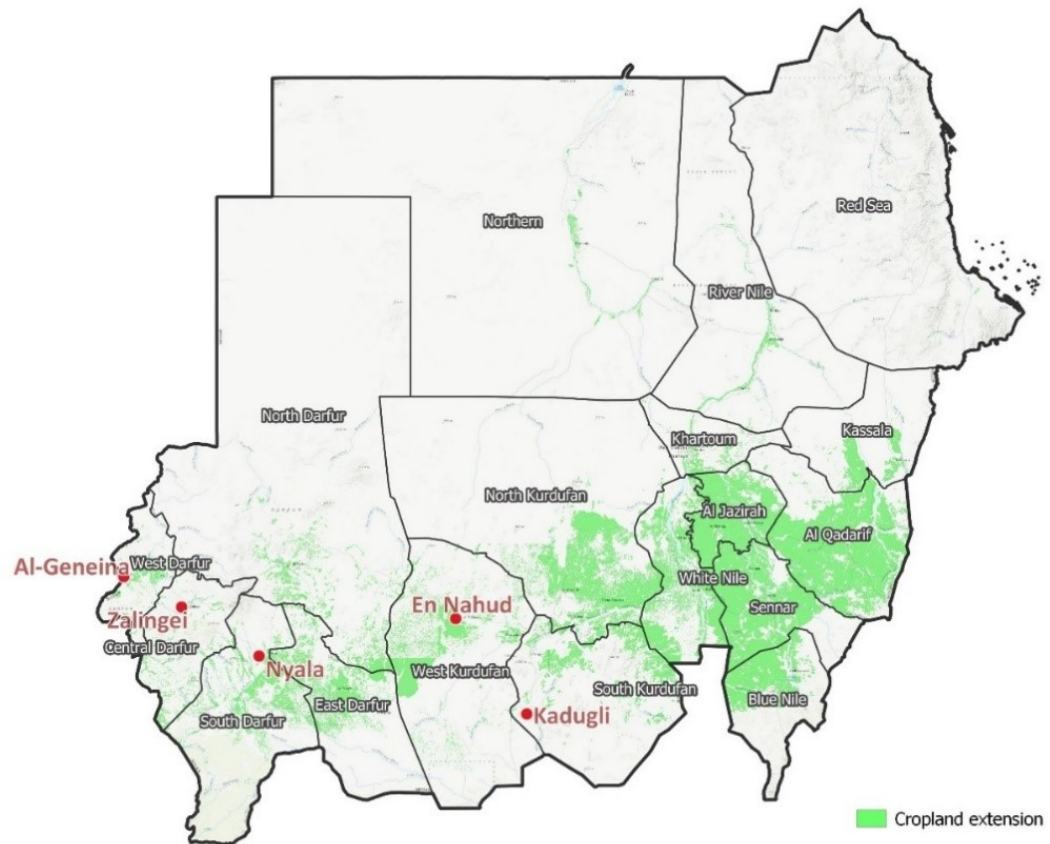 Northern
Red Sea
River Nile
North Darfur
Khartoum
Kassala
North Kurdufan
Al Jazirah
Al Qadarif
Al-Geneina
West Darfur
White Nile
Sennar
En Nahud
Zalingei
Central Darfur
Nyala
West Kurdufan
South Kurdufan
East Darfur
Blue Nile
South Darfur
Kadugli
Cropland extension